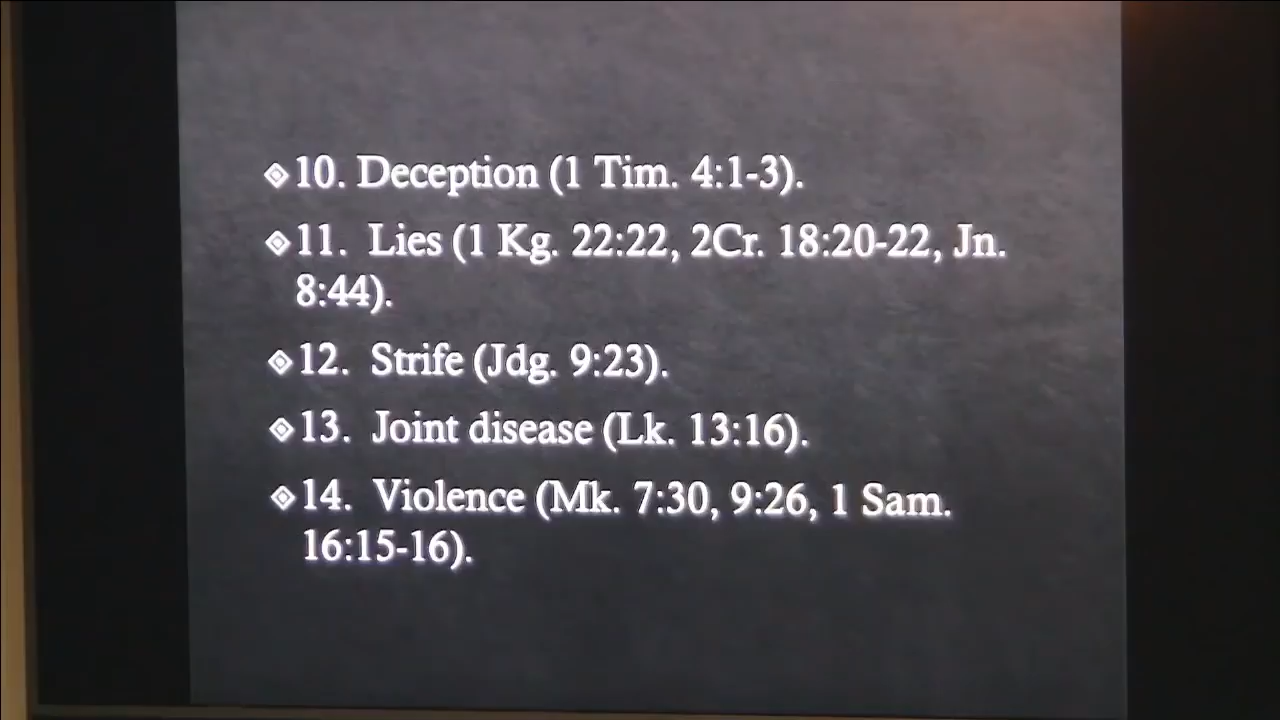 10. Deception (1 Tim. 4:1-3).
11. Lies (1 Kg. 22:22, 2Cr. 18:20-22, Jn.
8:44).
12. Strife (Jdg. 9:23).
13. Joint disease (Lk. 13:16).
14. Violence (Mk. 7:30, 9:26, 1 Sam.
16:15-16).